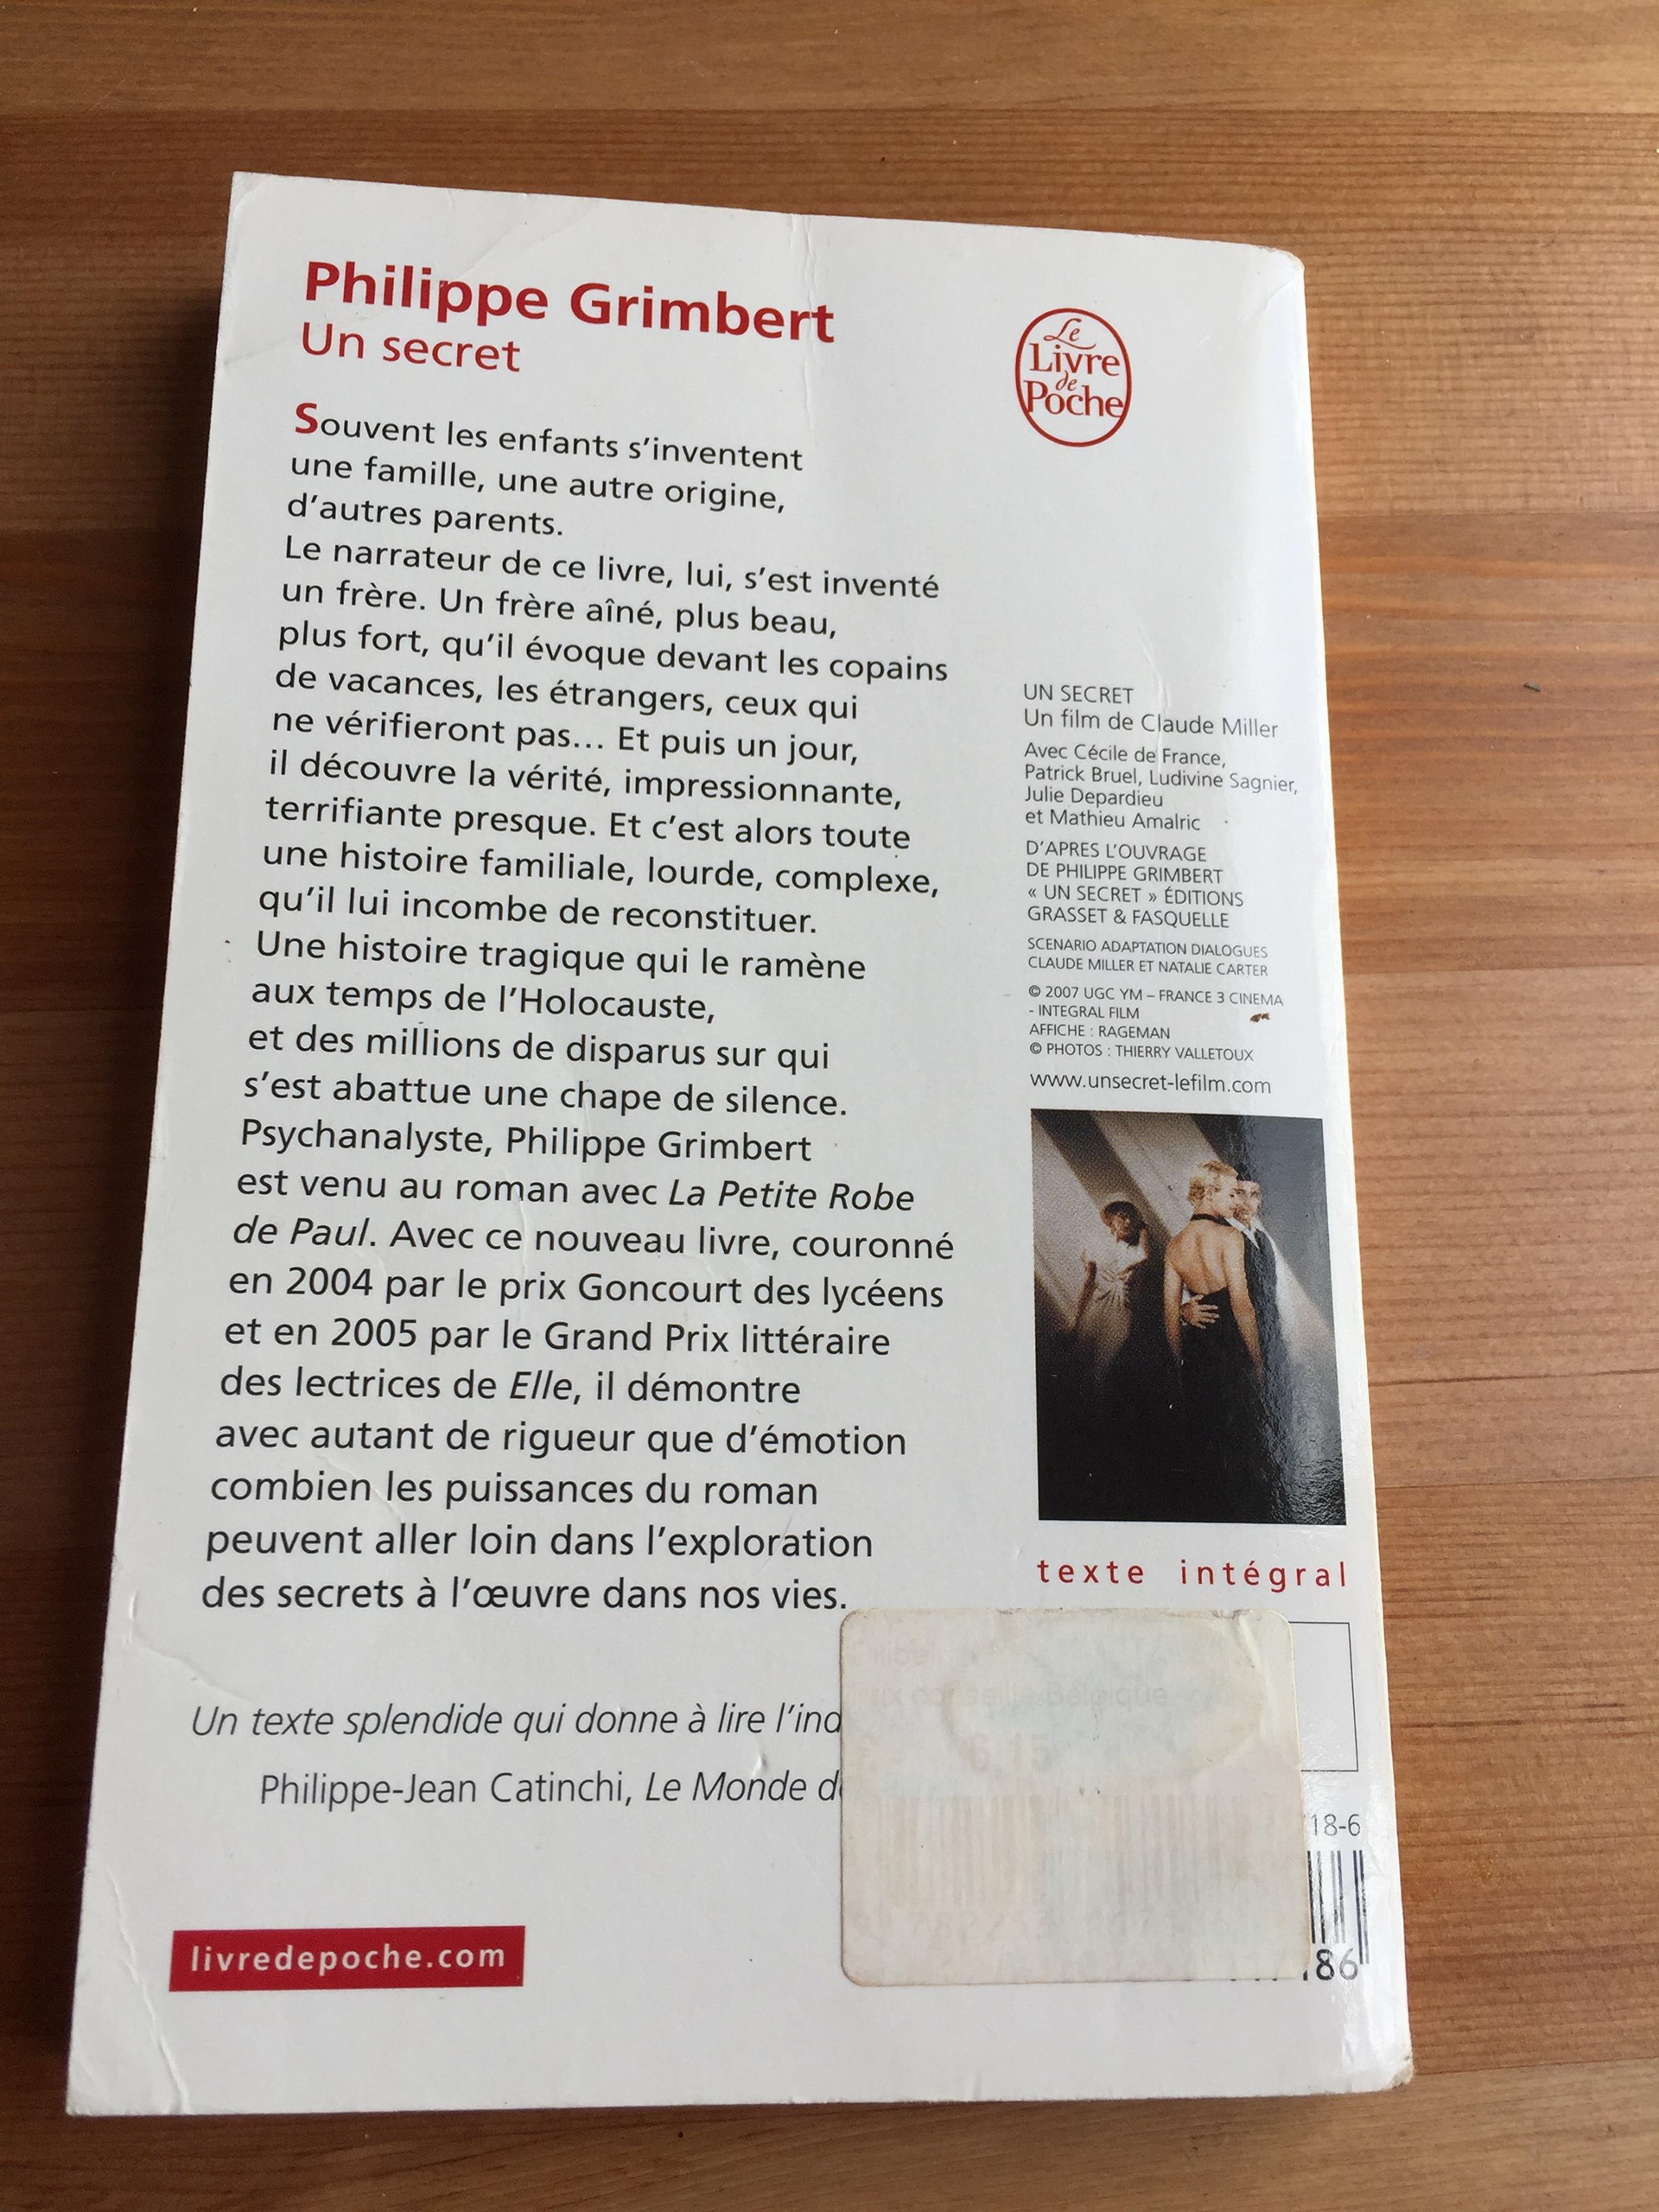 Philippe Grimbert
Un secret
Le
Livre
de
Poche
Souvent les enfants s'inventent
une famille, une autre origine,
d'autres parents.
Le narrateur de ce livre, lui, s'est inventé
un frère. Un frère aîné, plus beau,
plus fort, qu'il évoque devant les copains
de vacances, les étrangers, ceux qui
ne vérifieront pas... Et puis un jour,
il découvre la vérité, impressionnante,
terrifiante presque. Et c'est alors toute
une histoire familiale, lourde, complexe,
qu'il lui incombe de reconstituer.
Une histoire tragique qui le ramène
aux temps de l'Holocauste,
et des millions de disparus sur qui
s'est abattue une chape de silence.
Psychanalyste, Philippe Grimbert
est venu au roman avec La Petite Robe
de Paul. Avec ce nouveau livre, couronné
en 2004 par le prix Goncourt des lycéens
et en 2005 par le Grand Prix littéraire
des lectrices de Elle, il démontre
avec autant de rigueur que d'émotion
combien les puissances du roman
peuvent aller loin dans l'exploration
des secrets à l'œuvre dans nos vies.
Un texte splendide qui donne à lire l'ind
Philippe-Jean Catinchi, Le Monde d
livredepoche.com
UN SECRET
Un film de Claude Miller
Avec Cécile de France,
Patrick Bruel, Ludivine Sagnier,
Julie Depardieu
et Mathieu Amalric
D'APRES L'OUVRAGE
DE PHILIPPE GRIMBERT
« UN SECRET » ÉDITIONS
GRASSET & FASQUELLE
SCENARIO ADAPTATION DIALOGUES
CLAUDE MILLER ET NATALIE CARTER
© 2007 UGC YM – FRANCE 3 CINEMA
- INTEGRAL FILM
AFFICHE : RAGEMAN
© PHOTOS : THIERRY VALLETOUX
www.unsecret-lefilm.com
texte intégral
Belgique
6,15
18-6
86